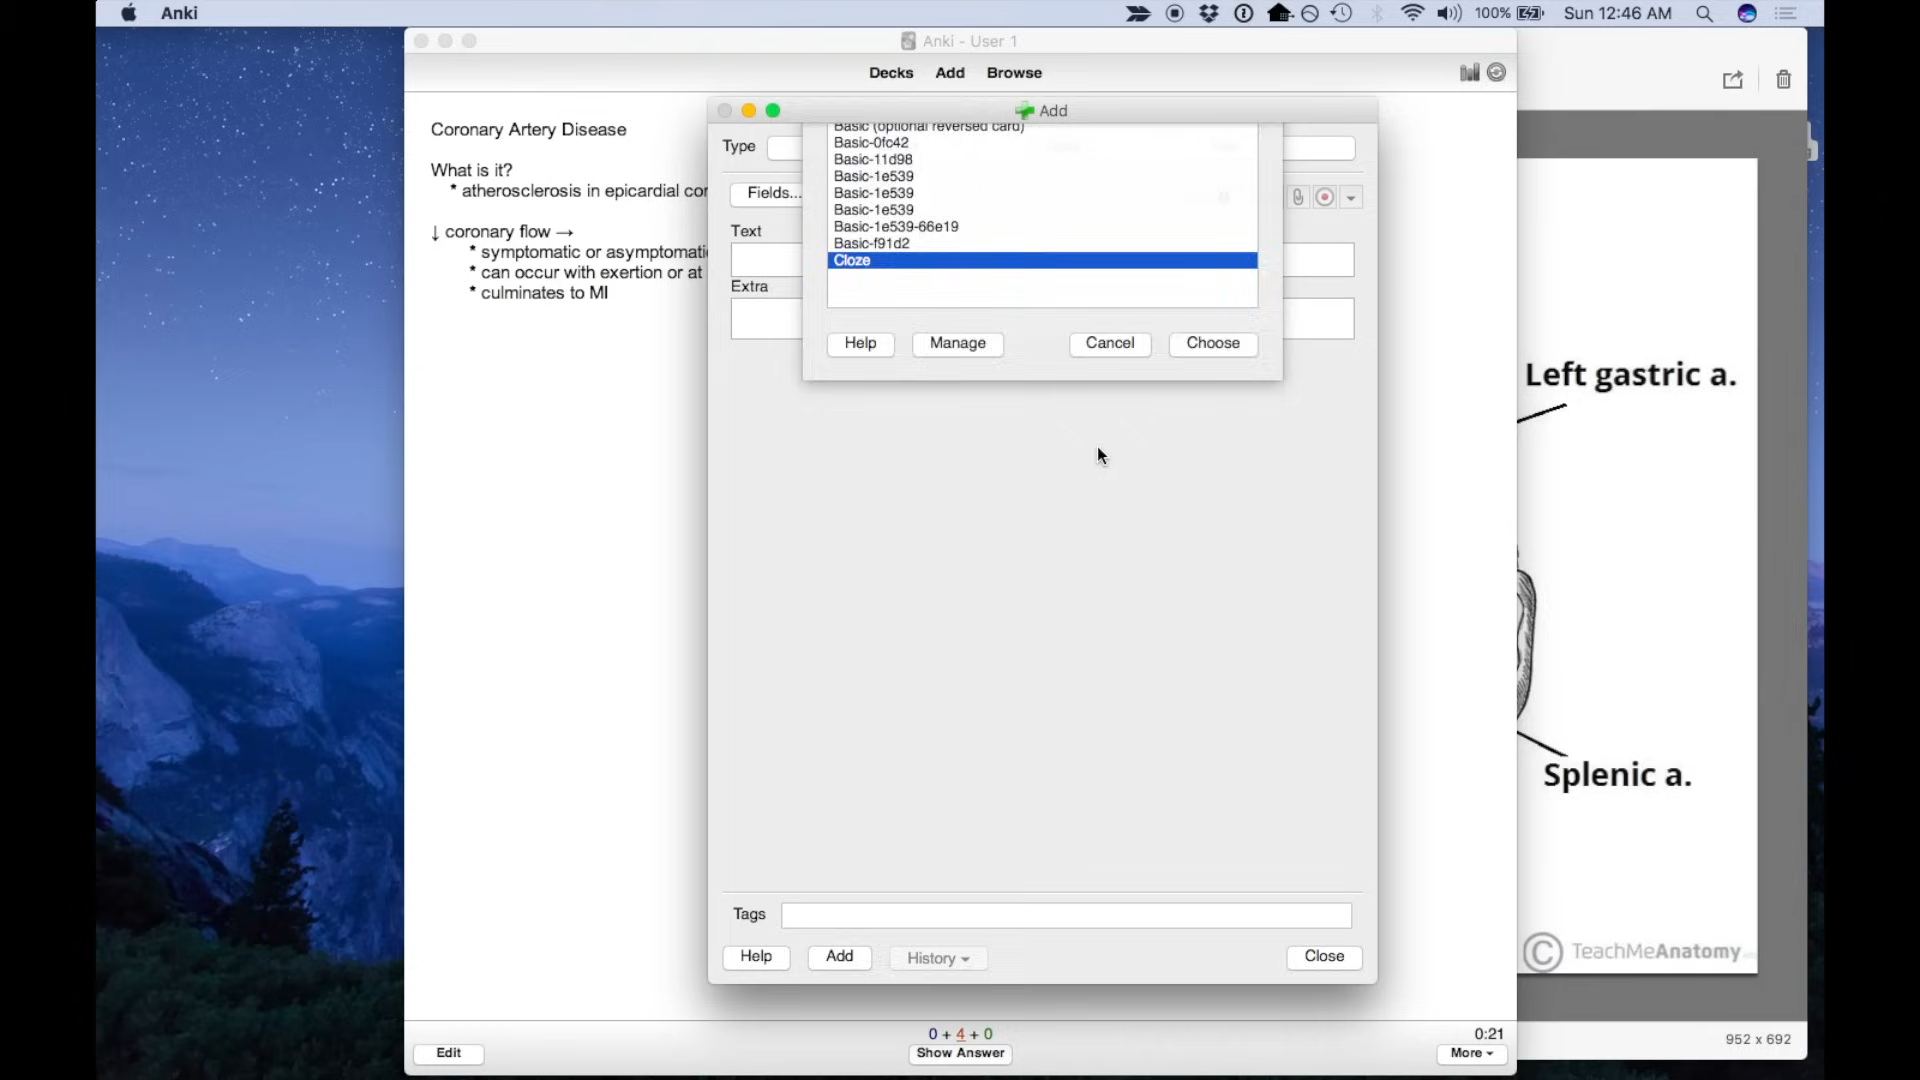 Anki
100%
Sun 12:46 AM
Anki - User 1
Decks
Add
Browse
Coronary Artery Disease
What is it?
* atherosclerosis in epicardial cor
↓ coronary flow →
* symptomatic or asymptomati
* can occur with exertion or at
* culminates to MI
Add
Type
Basic (optional reversed card)
Basic-0fc42
Basic-11d98
Basic-1e539
Basic-1e539
Basic-1e539
Basic-1e539-66e19
Basic-f91d2
Cloze
Help
Manage
Cancel
Choose
Fields...
Text
Extra
Tags
Help
Add
History
Close
Left gastric a.
Splenic a.
© TeachMeAnatomy
952 x 692
0 + 4 + 0
0:21
Edit
Show Answer
More